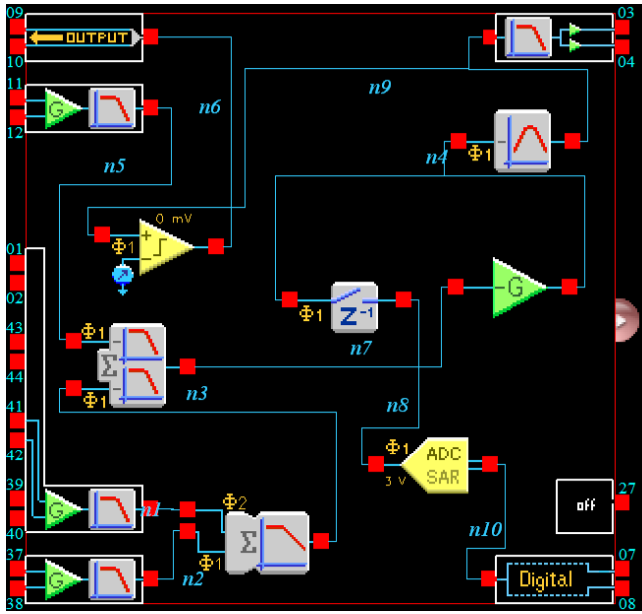 09
OUTPUT
10
03
04
11
G
12
n5
n6
n9
n4
Φ1
0 mV
+
−
Φ1
01
02
−G
Φ1
Z⁻¹
n7
43
44
Φ1
−
Σ
−
Φ1
n3
n8
41
42
Φ1
3 V
ADC
SAR
39
40
G
n1
Φ2
Σ
Φ1
n10
off
27
37
38
G
n2
Digital
07
08